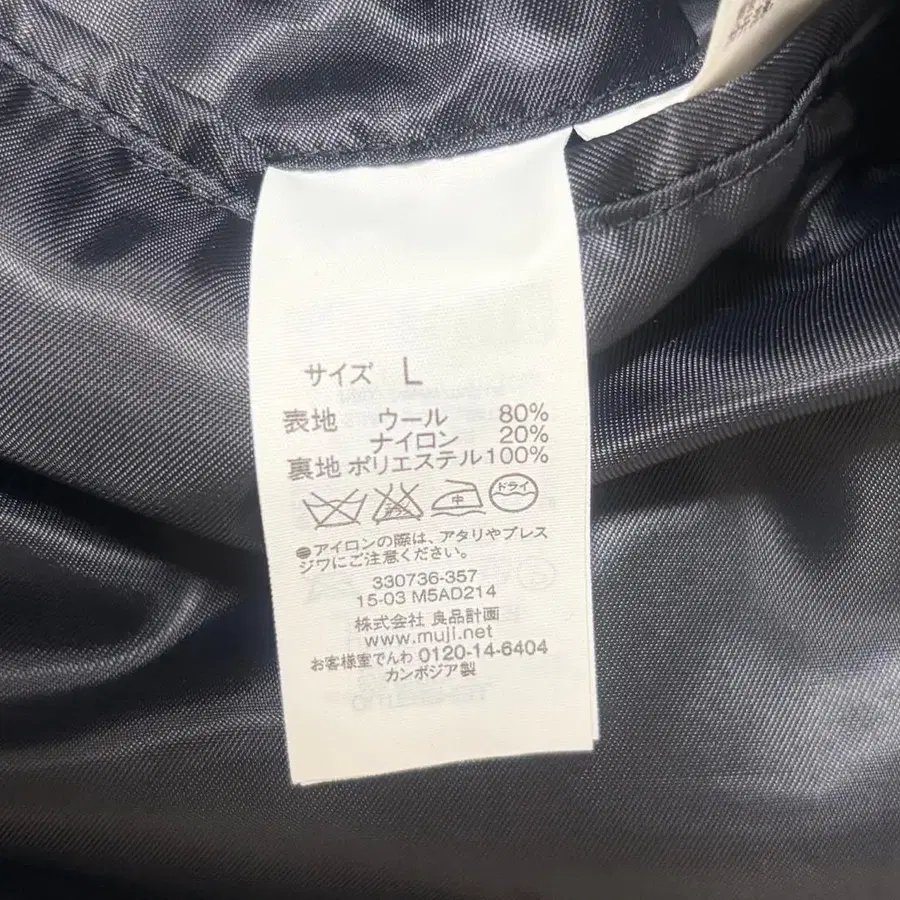 サイズ L
表地 ウール 80%
ナイロン 20%
裏地 ポリエステル 100%
中 ドライ
●アイロンの際は、アタリやプレス
ジワにご注意ください。
330736-357
15-03 M5AD214
株式会社 良品計画
www.muji.net
お客様室でんわ 0120-14-6404
カンボジア製